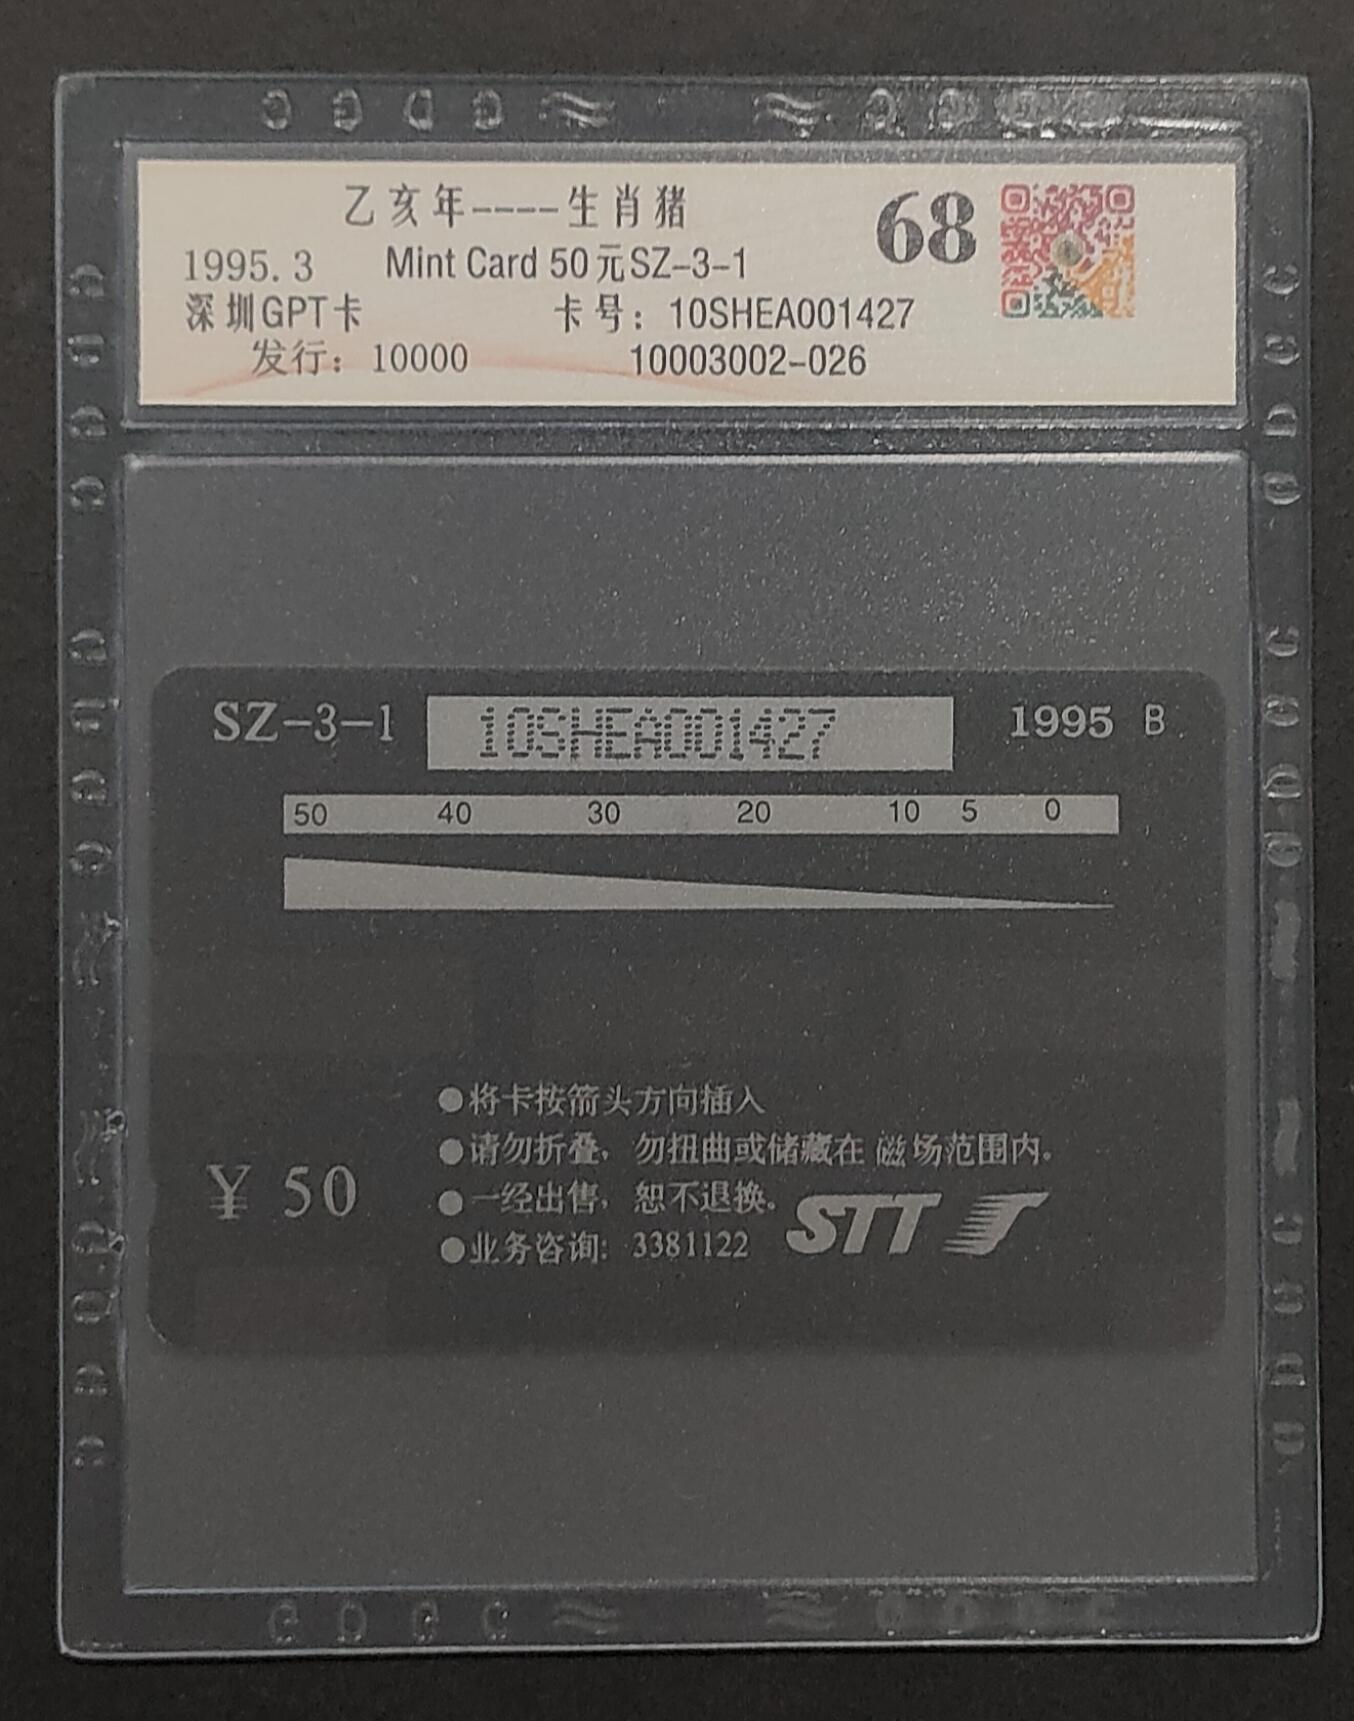 乙亥年----生肖猪
68
1995.3 Mint Card 50元SZ-3-1
深圳GPT卡 卡号：10SHEA001427
发行：10000 10003002-026
SZ-3-1 10SHEA001427 1995 B
50 40 30 20 10 5 0
●将卡按箭头方向插入
●请勿折叠，勿扭曲或储藏在磁场范围内。
●一经出售，恕不退换。
●业务咨询：3381122
¥ 50
STT